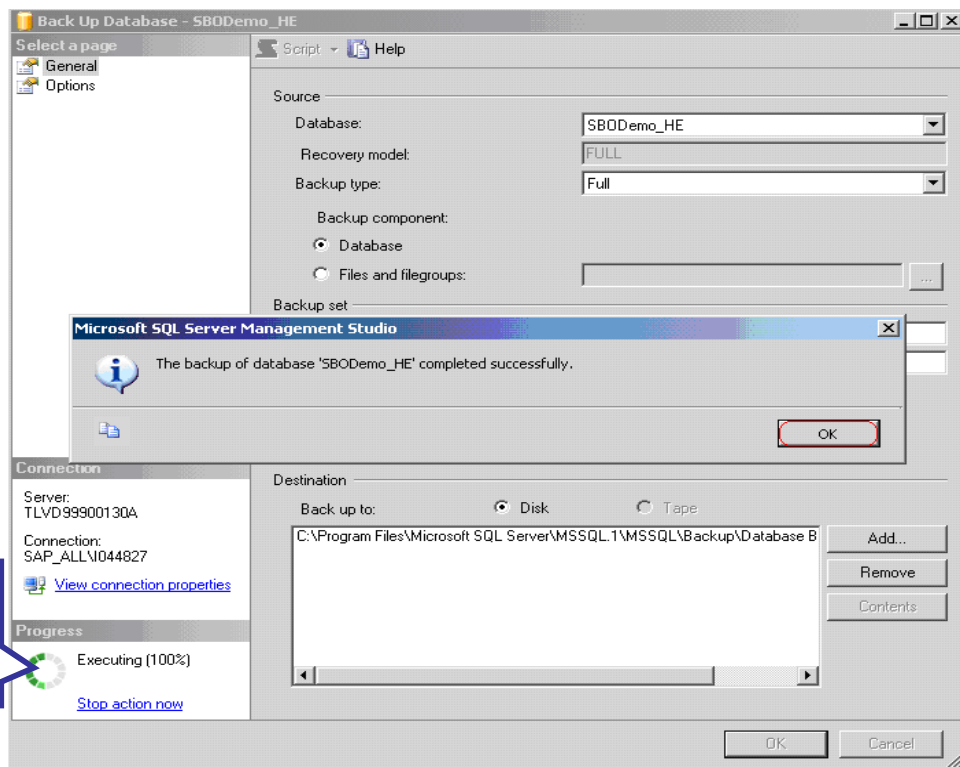 Back Up Database - SBODemo_HE
Select a page
General
Options
Script
Help
Source
Database:
SBODemo_HE
Recovery model:
FULL
Backup type:
Full
Backup component:
Database
Files and filegroups:
...
Backup set
Microsoft SQL Server Management Studio
The backup of database 'SBODemo_HE' completed successfully.
OK
Connection
Server:
TLVD99900130A
Connection:
SAP_ALL\I044827
View connection properties
Progress
Executing (100%)
Stop action now
Destination
Back up to:
Disk
Tape
C:\Program Files\Microsoft SQL Server\MSSQL.1\MSSQL\Backup\Database B
Add...
Remove
Contents
OK
Cancel